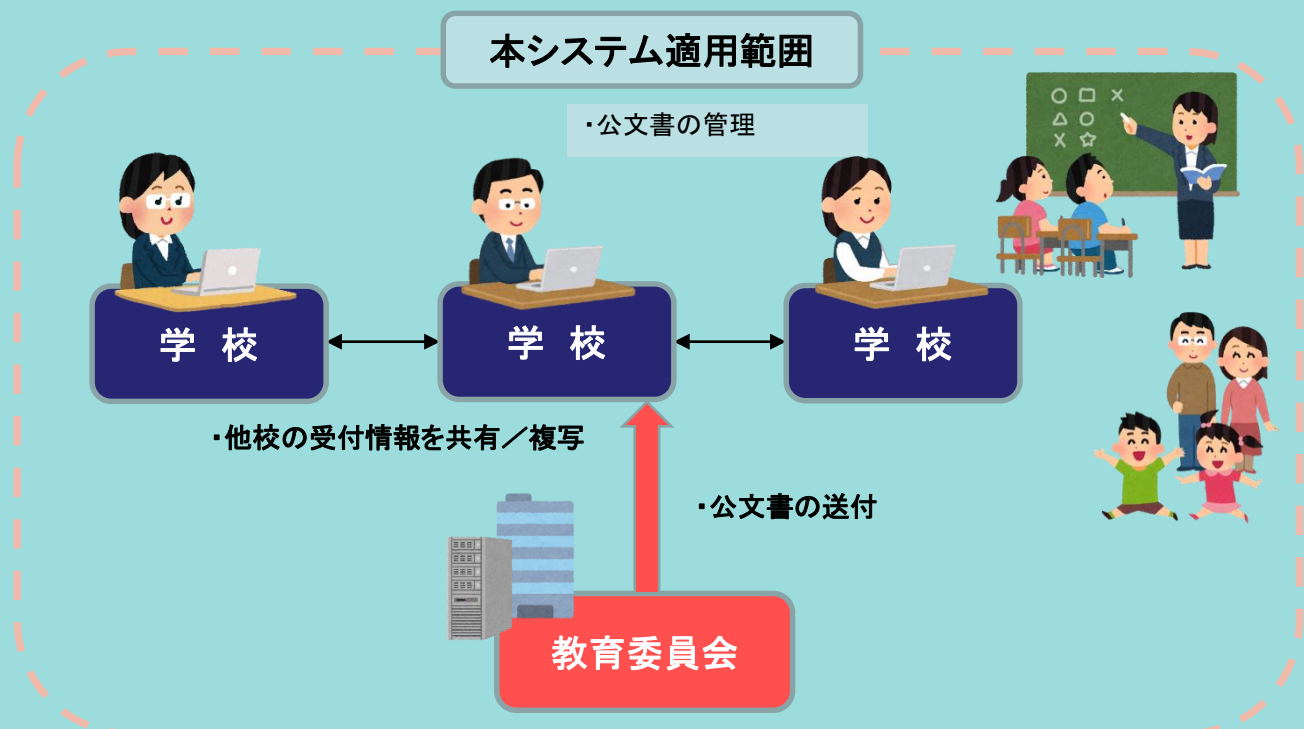 本システム適用範囲
・公文書の管理
学 校
学 校
学 校
・他校の受付情報を共有／複写
・公文書の送付
教育委員会